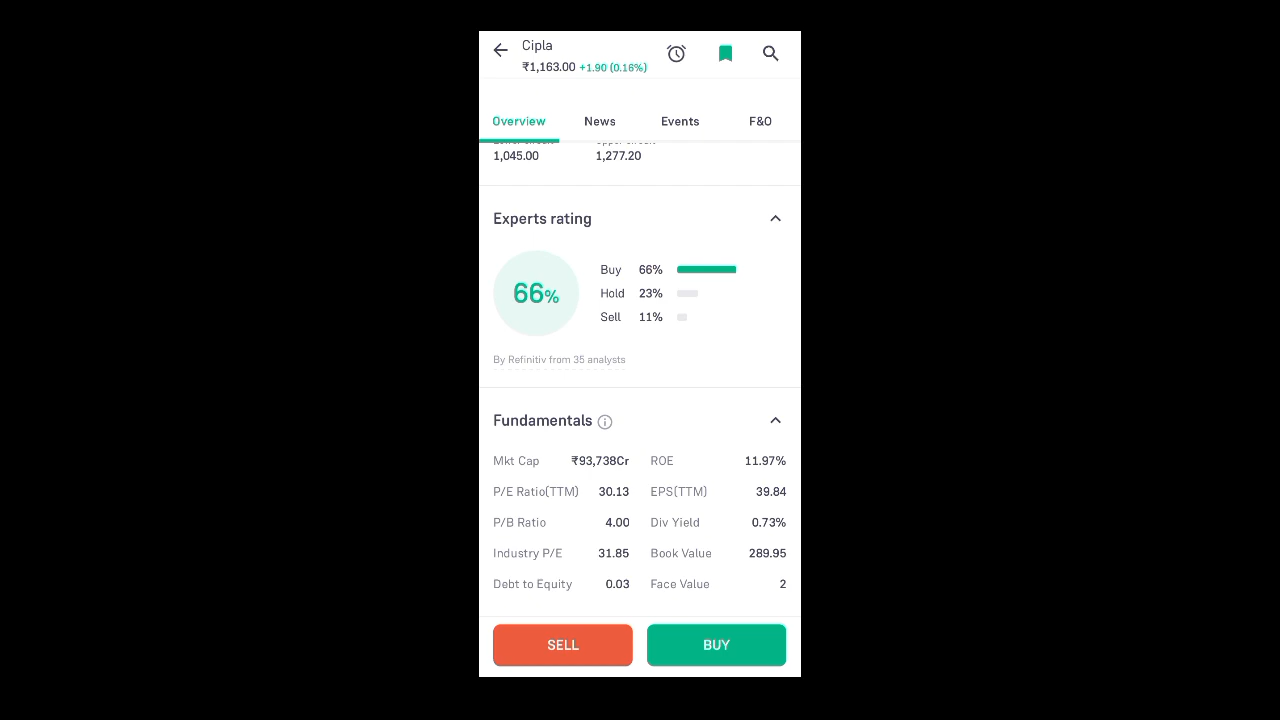 Cipla
₹1,163.00 +1.90 (0.16%)
Overview News Events F&O
1,045.00 1,277.20
Experts rating
66%
Buy 66%
Hold 23%
Sell 11%
By Refinitiv from 35 analysts
Fundamentals
Mkt Cap ₹93,738Cr ROE 11.97%
P/E Ratio(TTM) 30.13 EPS(TTM) 39.84
P/B Ratio 4.00 Div Yield 0.73%
Industry P/E 31.85 Book Value 289.95
Debt to Equity 0.03 Face Value 2
SELL BUY